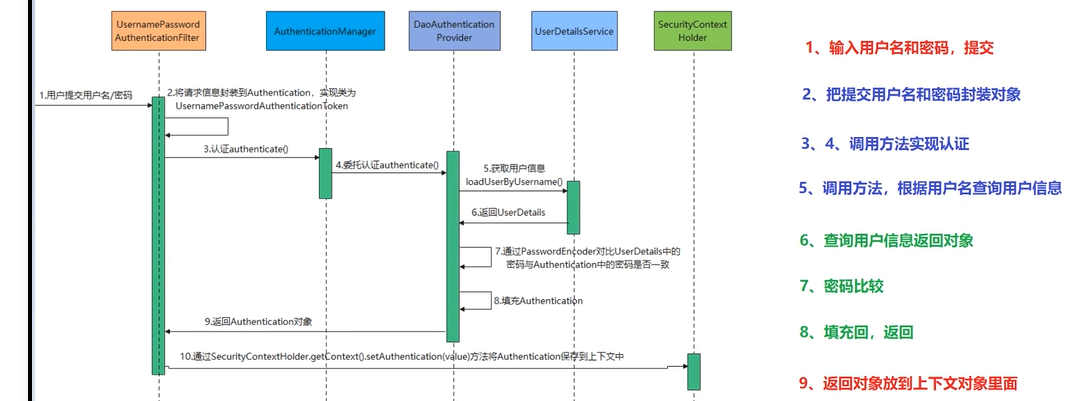 UsernamePassword
AuthenticationFilter
AuthenticationManager
DaoAuthentication
Provider
UserDetailsService
SecurityContext
Holder
1.用户提交用户名/密码
2.将请求信息封装到Authentication，实现类为
UsernamePasswordAuthenticationToken
3.认证authenticate()
4.委托认证authenticate()
5.获取用户信息
loadUserByUsername()
6.返回UserDetails
7.通过PasswordEncoder对比UserDetails中的
密码与Authentication中的密码是否一致
8.填充Authentication
9.返回Authentication对象
10.通过SecurityContextHolder.getContext().setAuthentication(value)方法将Authentication保存到上下文中
1、输入用户名和密码，提交
2、把提交用户名和密码封装对象
3、4、调用方法实现认证
5、调用方法，根据用户名查询用户信息
6、查询用户信息返回对象
7、密码比较
8、填充回，返回
9、返回对象放到上下文对象里面